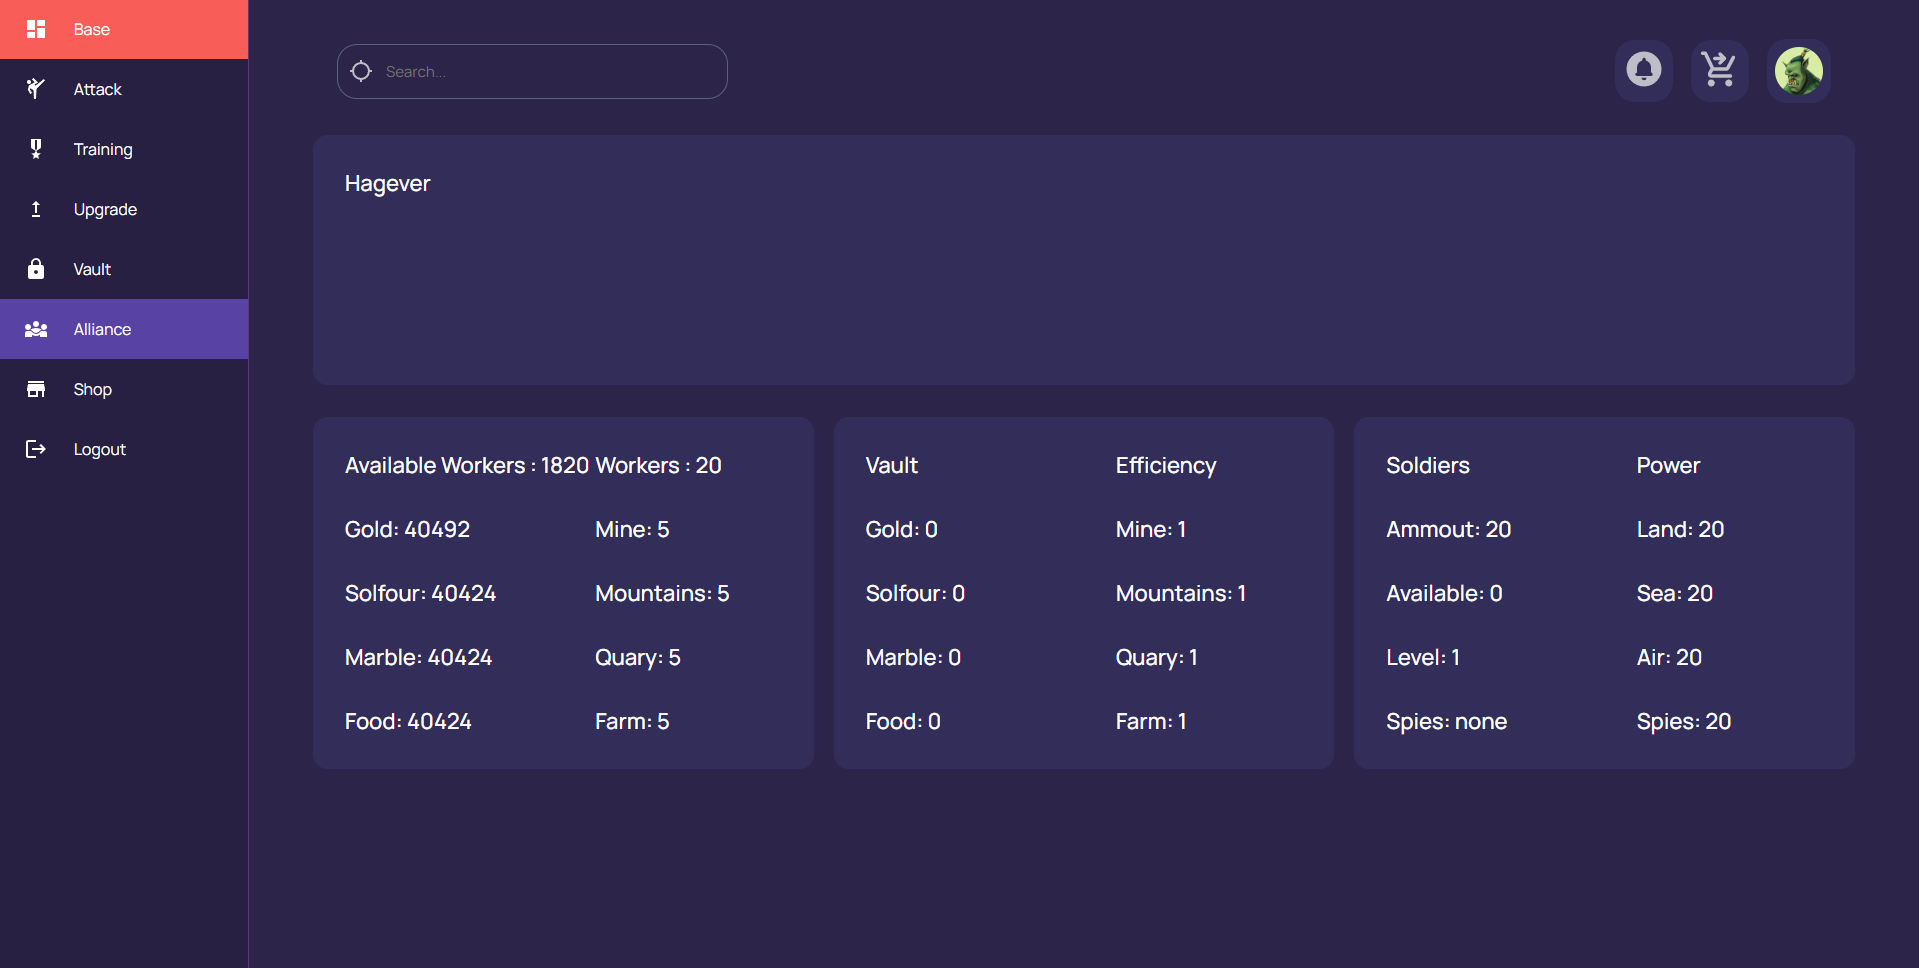 Base
Attack
Training
Upgrade
Vault
Alliance
Shop
Logout
Search...
Hagever
Available Workers : 1820 Workers : 20
Gold: 40492 Mine: 5
Solfour: 40424 Mountains: 5
Marble: 40424 Quary: 5
Food: 40424 Farm: 5
Vault Efficiency
Gold: 0 Mine: 1
Solfour: 0 Mountains: 1
Marble: 0 Quary: 1
Food: 0 Farm: 1
Soldiers Power
Ammout: 20 Land: 20
Available: 0 Sea: 20
Level: 1 Air: 20
Spies: none Spies: 20